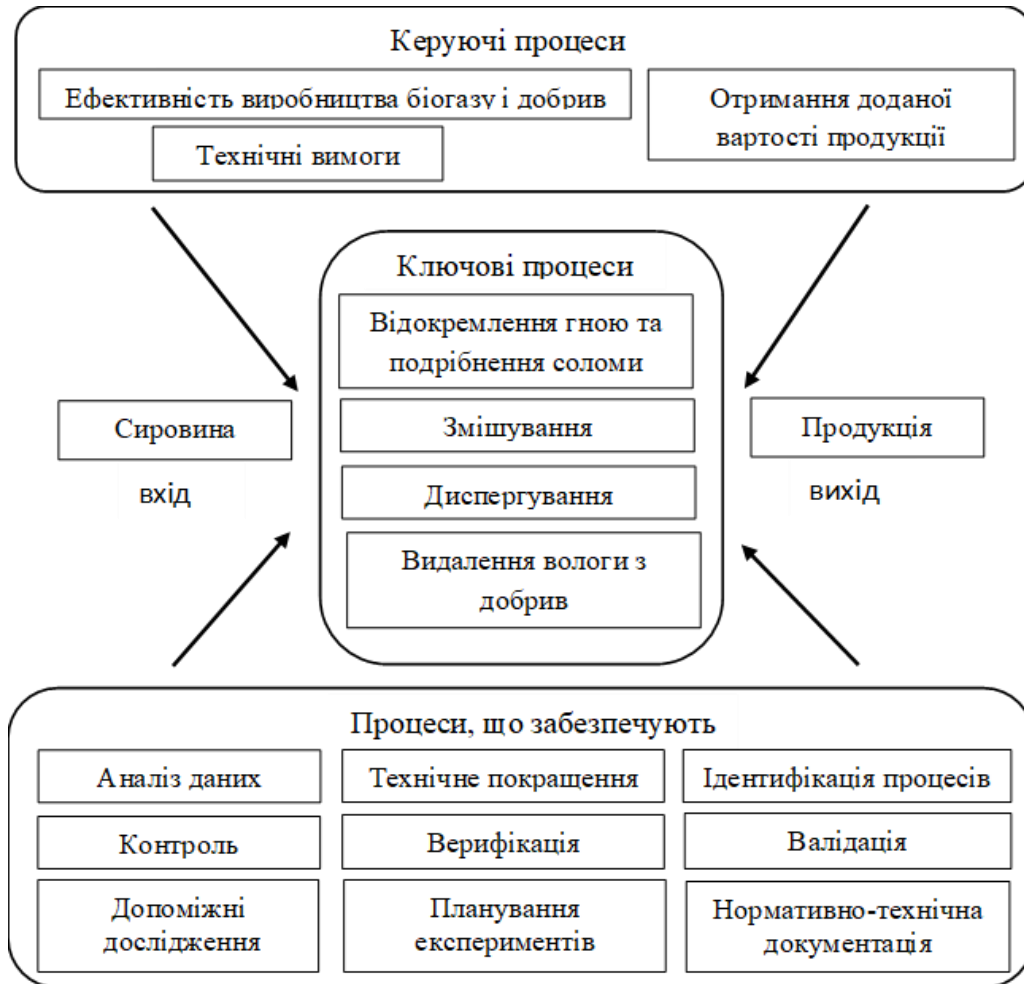 Керуючі процеси
Ефективність виробництва біогазу і добрив
Технічні вимоги
Отримання доданої
вартості продукції
Ключові процеси
Відокремлення гною та
подрібнення соломи
Змішування
Диспергування
Видалення вологи з
добрив
Сировина
вхід
Продукція
вихід
Процеси, що забезпечують
Аналіз даних
Технічне покращення
Ідентифікація процесів
Контроль
Верифікація
Валідація
Допоміжні
дослідження
Планування
експериментів
Нормативно-технічна
документація